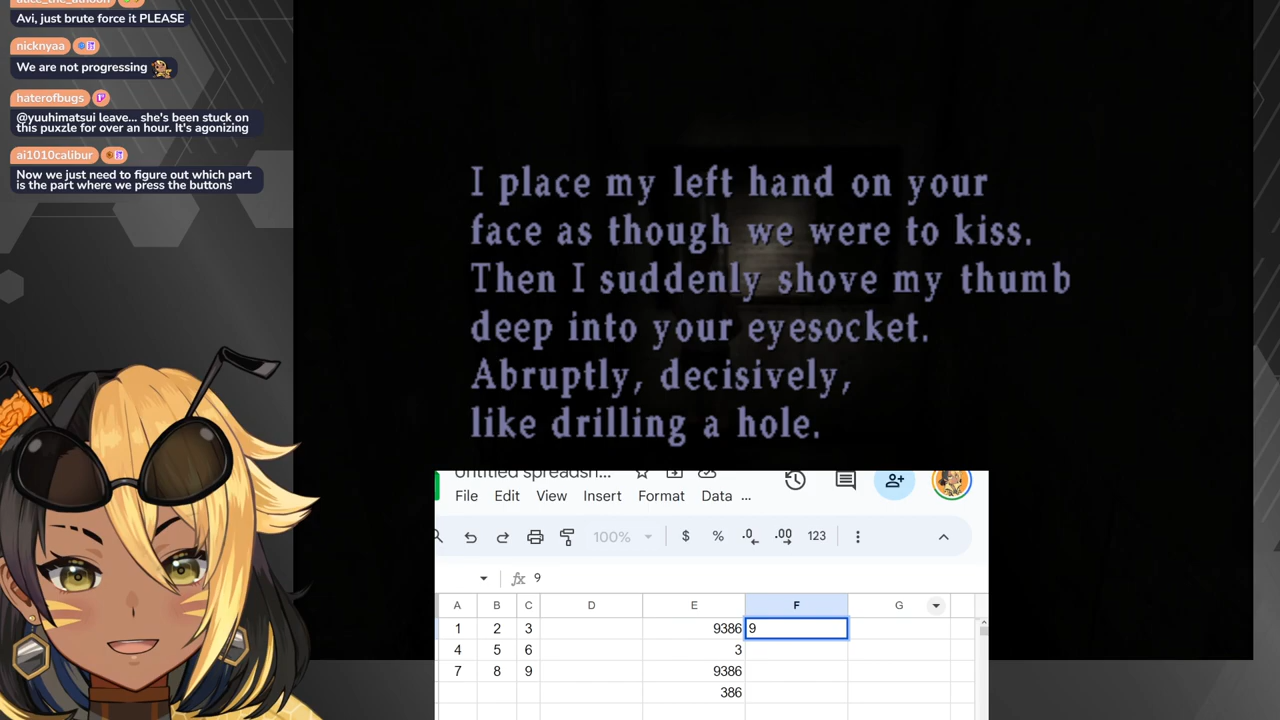 Avi, just brute force it PLEASE
nicknyaa
We are not progressing
haterofbugs
@yuuhimatsui leave... she's been stuck on
this puxzle for over an hour. It's agonizing
ai1010calibur
Now we just need to figure out which part
is the part where we press the buttons
I place my left hand on your
face as though we were to kiss.
Then I suddenly shove my thumb
deep into your eyesocket.
Abruptly, decisively,
like drilling a hole.
Untitled spreadsh...
File Edit View Insert Format Data ...
100% $ % .0 .00 123
fx 9
A B C D E F G
1 2 3 9386 9
4 5 6 3
7 8 9 9386
386